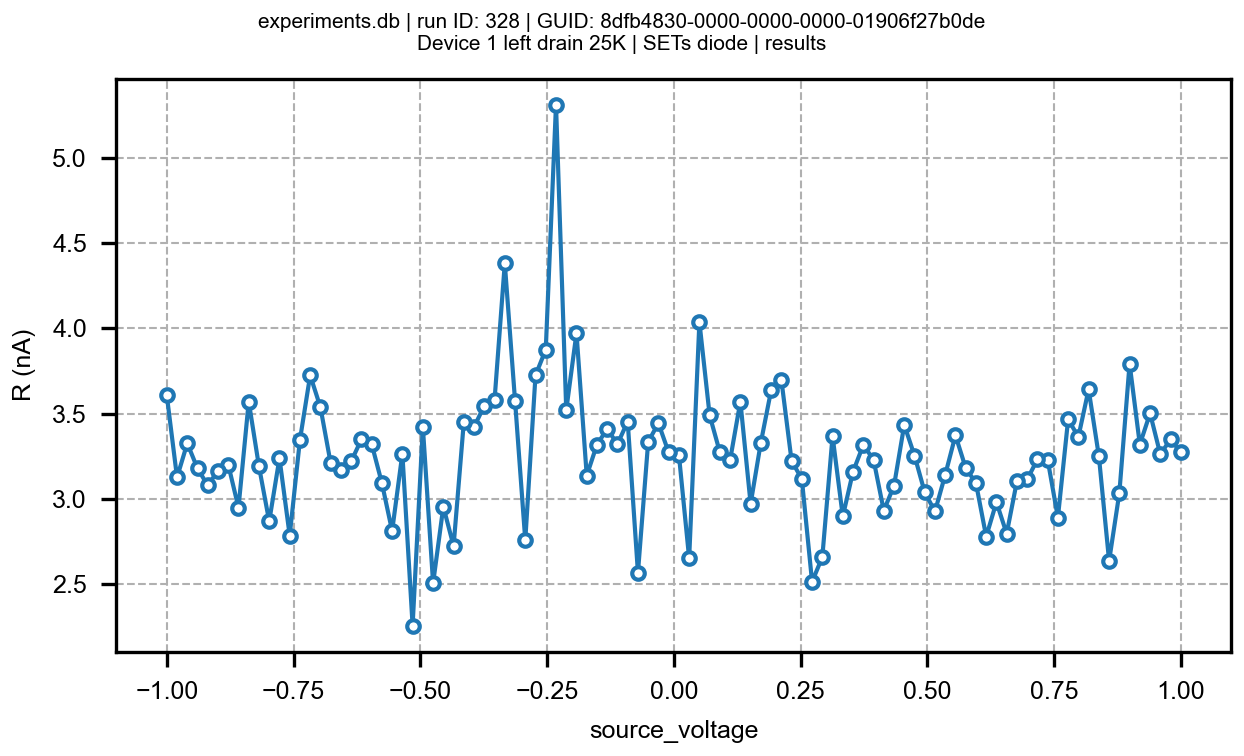 experiments.db | run ID: 328 | GUID: 8dfb4830-0000-0000-0000-01906f27b0de
Device 1 left drain 25K | SETs diode | results
R (nA)
5.0
4.5
4.0
3.5
3.0
2.5
−1.00 −0.75 −0.50 −0.25 0.00 0.25 0.50 0.75 1.00
source_voltage